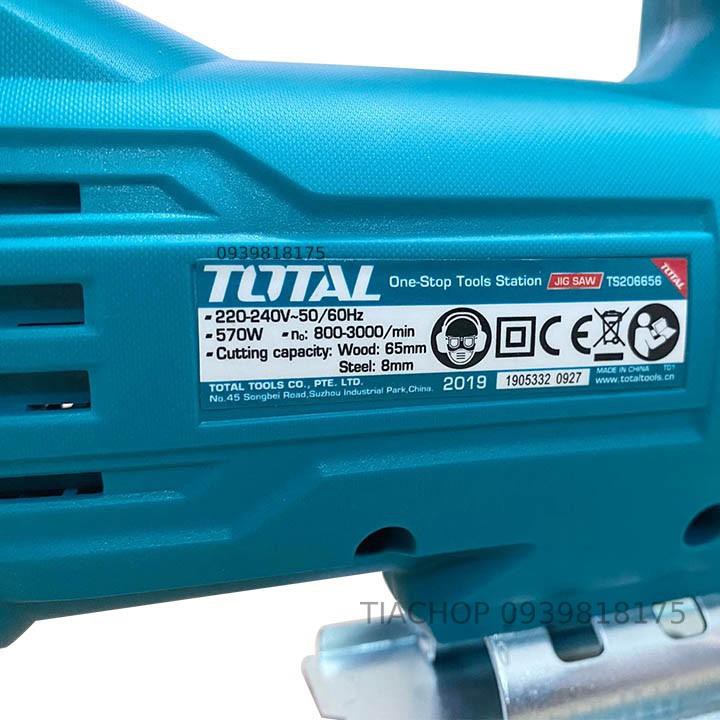 0939818175
TOTAL One-Stop Tools Station JIG SAW TS206656 TOTAL
• 220-240V~50/60Hz
• 570W • n₀: 800-3000/min
• Cutting capacity: Wood: 65mm
Steel: 8mm
CE
TOTAL TOOLS CO., PTE. LTD.
No.45 Songbei Road,Suzhou Industrial Park,China.
2019 1905332 0927
MADE IN CHINA TD1
www.totaltools.cn
TIACHOP 0939818175